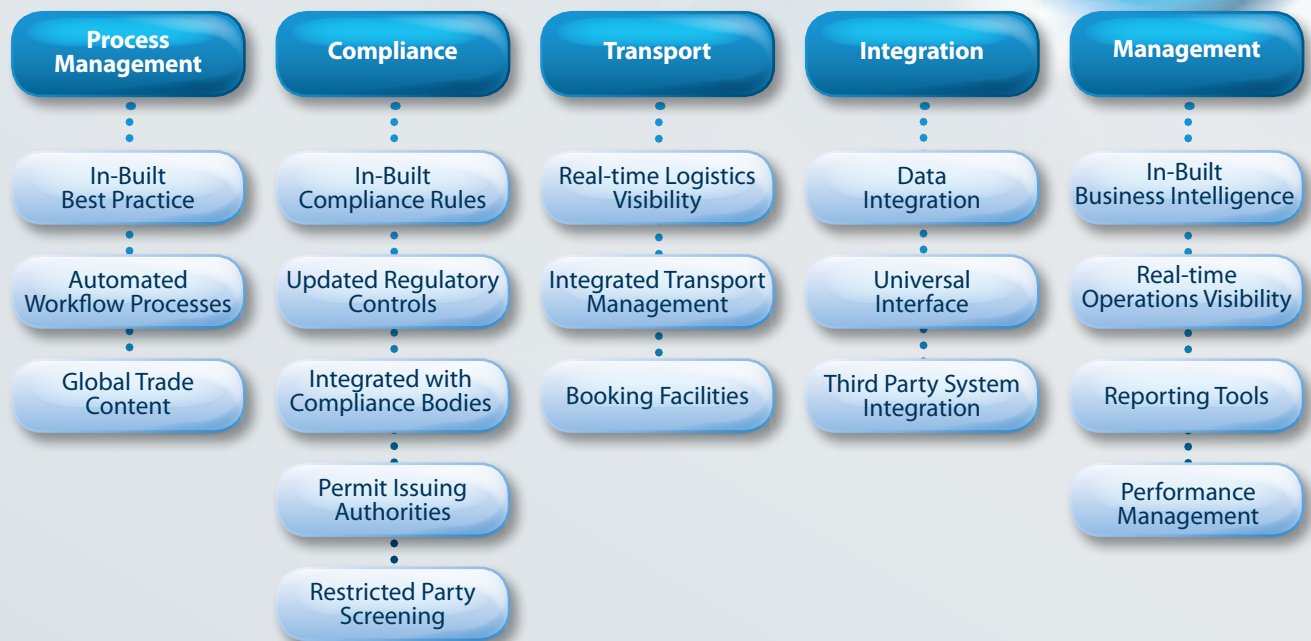 Process
Management
Compliance
Transport
Integration
Management
In-Built
Best Practice
In-Built
Compliance Rules
Real-time Logistics
Visibility
Data
Integration
In-Built
Business Intelligence
Automated
Workflow Processes
Updated Regulatory
Controls
Integrated Transport
Management
Universal
Interface
Real-time
Operations Visibility
Global Trade
Content
Integrated with
Compliance Bodies
Booking Facilities
Third Party System
Integration
Reporting Tools
Permit Issuing
Authorities
Performance
Management
Restricted Party
Screening